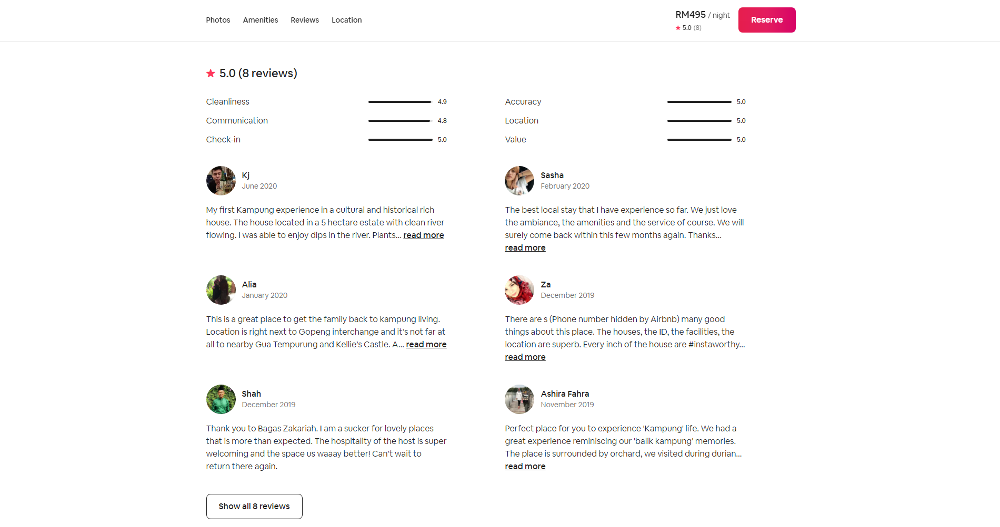 Photos Amenities Reviews Location
RM495 / night
★ 5.0 (8)
Reserve
★ 5.0 (8 reviews)
Cleanliness 4.9
Accuracy 5.0
Communication 4.8
Location 5.0
Check-in 5.0
Value 5.0
Kj
June 2020
My first Kampung experience in a cultural and historical rich
house. The house located in a 5 hectare estate with clean river
flowing. I was able to enjoy dips in the river. Plants... read more
Sasha
February 2020
The best local stay that I have experience so far. We just love
the ambiance, the amenities and the service of course. We will
surely come back within this few months again. Thanks...
read more
Alia
January 2020
This is a great place to get the family back to kampung living.
Location is right next to Gopeng interchange and it's not far at
all to nearby Gua Tempurung and Kellie's Castle. A... read more
Za
December 2019
There are s (Phone number hidden by Airbnb) many good
things about this place. The houses, the ID, the facilities, the
location are superb. Every inch of the house are #instaworthy...
read more
Shah
December 2019
Thank you to Bagas Zakariah. I am a sucker for lovely places
that is more than expected. The hospitality of the host is super
welcoming and the space us waaay better! Can't wait to
return there again.
Ashira Fahra
November 2019
Perfect place for you to experience 'Kampung' life. We had a
great experience reminiscing our 'balik kampung' memories.
The place is surrounded by orchard, we visited during durian...
read more
Show all 8 reviews